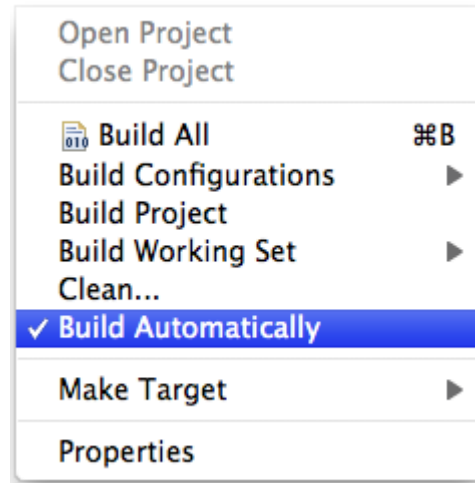 Open Project
Close Project
Build All ⌘B
Build Configurations
Build Project
Build Working Set
Clean...
✓ Build Automatically
Make Target
Properties